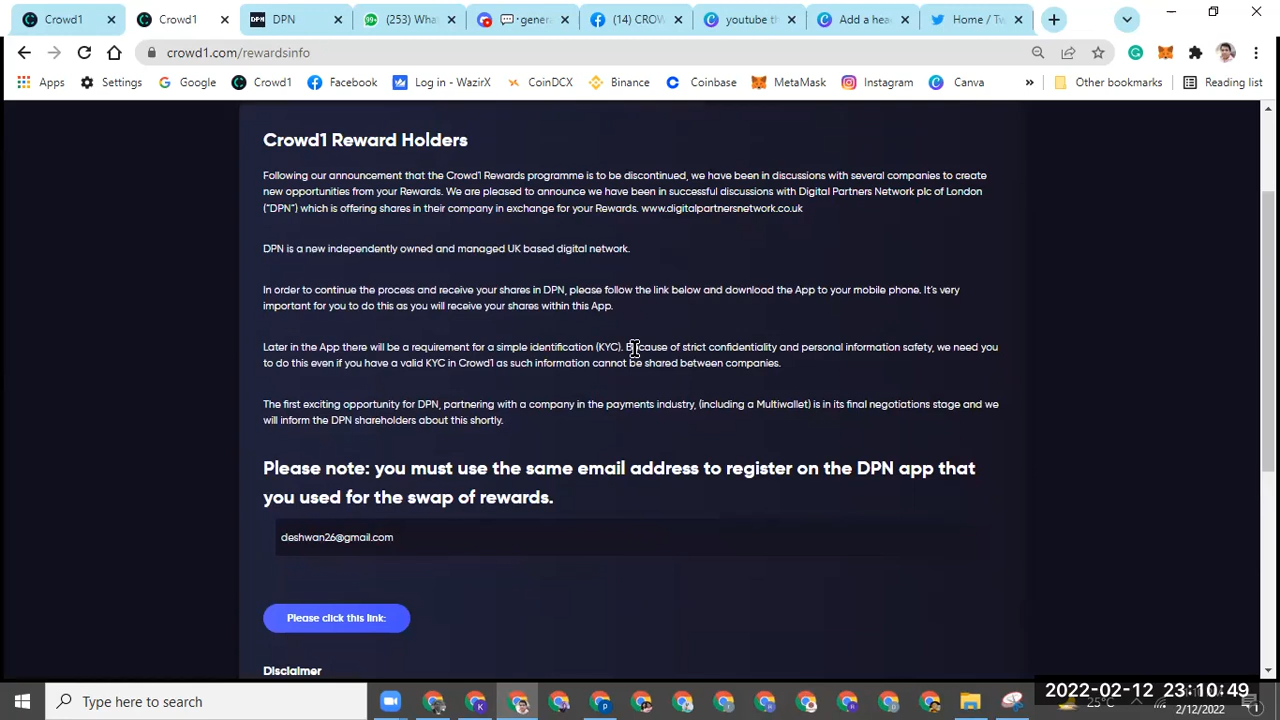 Crowd1
Crowd1
DPN
DPN
99+
(253) Wha
gener
(14) CROW
youtube th
Add a hea
Home / Tw
crowd1.com/rewardsinfo
Apps
Settings
Google
Crowd1
Facebook
Log in - WazirX
CoinDCX
Binance
Coinbase
MetaMask
Instagram
Canva
»
Other bookmarks
Reading list
Crowd1 Reward Holders
Following our announcement that the Crowd1 Rewards programme is to be discontinued, we have been in discussions with several companies to create
new opportunities from your Rewards. We are pleased to announce we have been in successful discussions with Digital Partners Network plc of London
("DPN") which is offering shares in their company in exchange for your Rewards. www.digitalpartnersnetwork.co.uk
DPN is a new independently owned and managed UK based digital network.
In order to continue the process and receive your shares in DPN, please follow the link below and download the App to your mobile phone. It's very
important for you to do this as you will receive your shares within this App.
Later in the App there will be a requirement for a simple identification (KYC). Because of strict confidentiality and personal information safety, we need you
to do this even if you have a valid KYC in Crowd1 as such information cannot be shared between companies.
The first exciting opportunity for DPN, partnering with a company in the payments industry, (including a Multiwallet) is in its final negotiations stage and we
will inform the DPN shareholders about this shortly.
Please note: you must use the same email address to register on the DPN app that
you used for the swap of rewards.
deshwan26@gmail.com
Please click this link:
Disclaimer
Type here to search
25°C
2022-02-12 23:10:49
2/12/2022